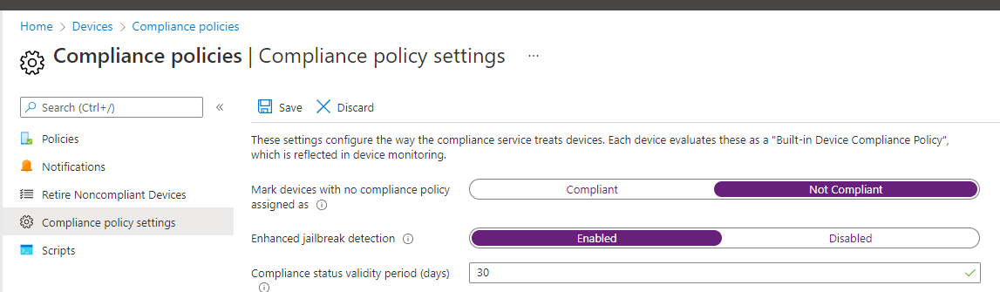 Home > Devices > Compliance policies
Compliance policies | Compliance policy settings ...
Search (Ctrl+/) «
Save Discard
Policies
Notifications
Retire Noncompliant Devices
Compliance policy settings
Scripts
These settings configure the way the compliance service treats devices. Each device evaluates these as a "Built-in Device Compliance Policy",
which is reflected in device monitoring.
Mark devices with no compliance policy
assigned as
Compliant Not Compliant
Enhanced jailbreak detection Enabled Disabled
Compliance status validity period (days) 30